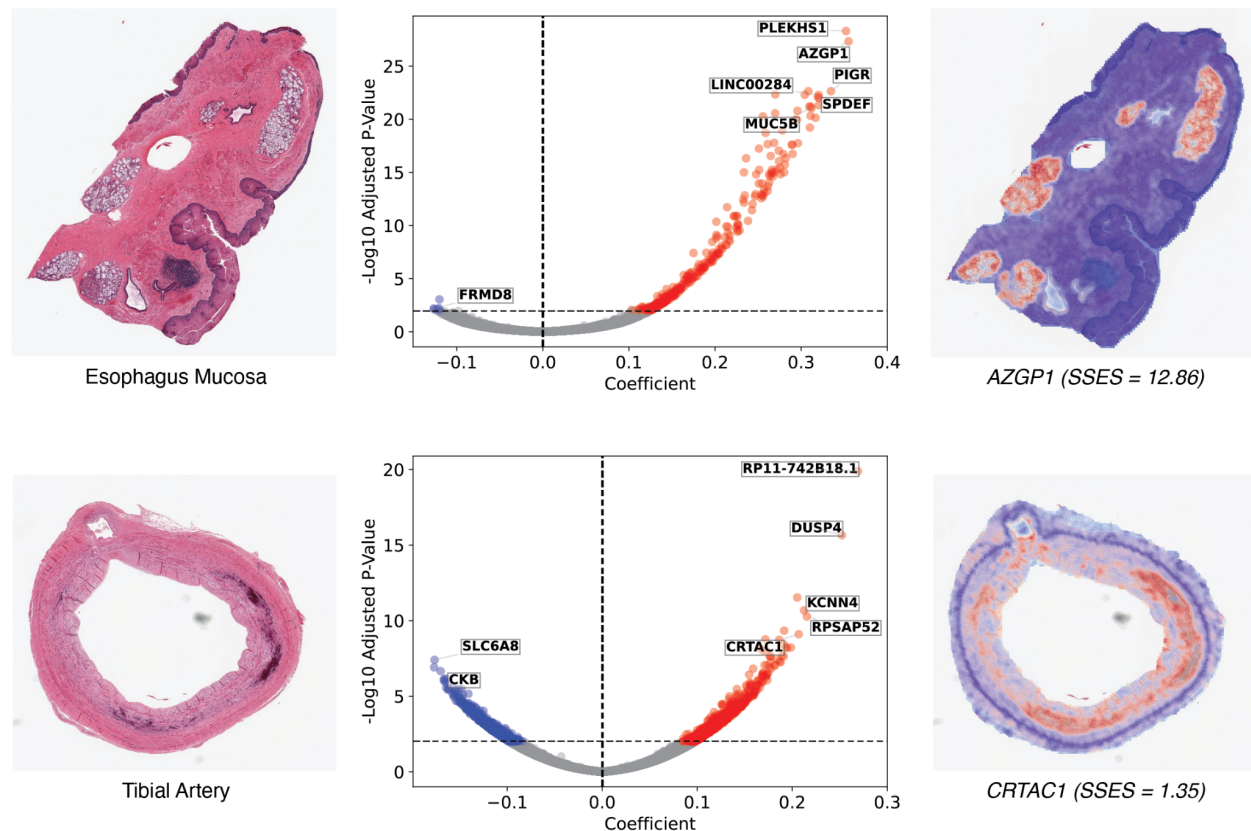 PLEKHS1
AZGP1
PIGR
LINC00284
SPDEF
MUC5B
FRMD8
-Log10 Adjusted P-Value
25
20
15
10
5
0
−0.1 0.0 0.1 0.2 0.3 0.4
Coefficient
Esophagus Mucosa
AZGP1 (SSES = 12.86)
RP11-742B18.1
DUSP4
KCNN4
RPSAP52
CRTAC1
SLC6A8
CKB
-Log10 Adjusted P-Value
20
15
10
5
0
−0.1 0.0 0.1 0.2 0.3
Coefficient
Tibial Artery
CRTAC1 (SSES = 1.35)